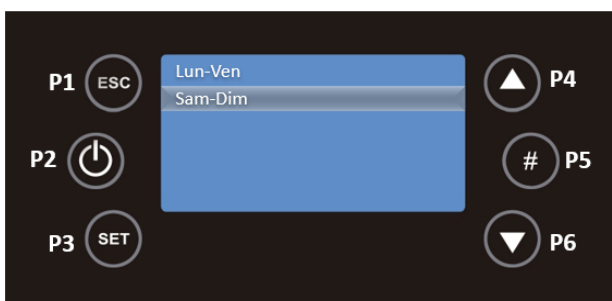 P1 ESC
Lun-Ven
Sam-Dim
P4
P2
# P5
P3 SET
P6